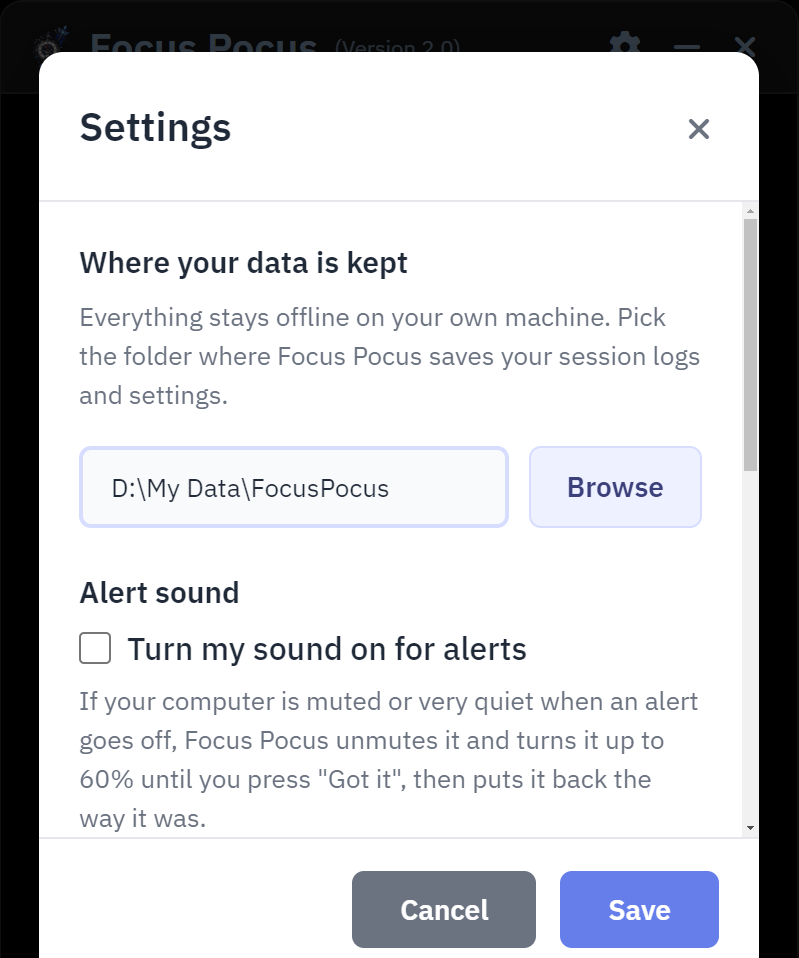 Focus Pocus (Version 2.0)
Settings
Where your data is kept
Everything stays offline on your own machine. Pick
the folder where Focus Pocus saves your session logs
and settings.
D:\My Data\FocusPocus
Browse
Alert sound
Turn my sound on for alerts
If your computer is muted or very quiet when an alert
goes off, Focus Pocus unmutes it and turns it up to
60% until you press "Got it", then puts it back the
way it was.
Cancel
Save